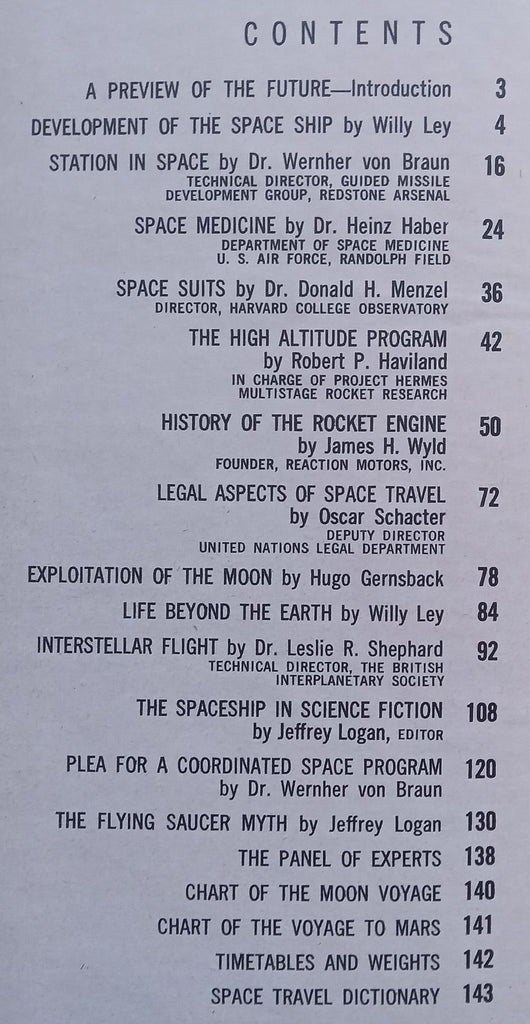 CONTENTS
A PREVIEW OF THE FUTURE—Introduction 3
DEVELOPMENT OF THE SPACE SHIP by Willy Ley 4
STATION IN SPACE by Dr. Wernher von Braun 16
TECHNICAL DIRECTOR, GUIDED MISSILE
DEVELOPMENT GROUP, REDSTONE ARSENAL
SPACE MEDICINE by Dr. Heinz Haber 24
DEPARTMENT OF SPACE MEDICINE
U. S. AIR FORCE, RANDOLPH FIELD
SPACE SUITS by Dr. Donald H. Menzel 36
DIRECTOR, HARVARD COLLEGE OBSERVATORY
THE HIGH ALTITUDE PROGRAM 42
by Robert P. Haviland
IN CHARGE OF PROJECT HERMES
MULTISTAGE ROCKET RESEARCH
HISTORY OF THE ROCKET ENGINE 50
by James H. Wyld
FOUNDER, REACTION MOTORS, INC.
LEGAL ASPECTS OF SPACE TRAVEL 72
by Oscar Schacter
DEPUTY DIRECTOR
UNITED NATIONS LEGAL DEPARTMENT
EXPLOITATION OF THE MOON by Hugo Gernsback 78
LIFE BEYOND THE EARTH by Willy Ley 84
INTERSTELLAR FLIGHT by Dr. Leslie R. Shephard 92
TECHNICAL DIRECTOR, THE BRITISH
INTERPLANETARY SOCIETY
THE SPACESHIP IN SCIENCE FICTION 108
by Jeffrey Logan, EDITOR
PLEA FOR A COORDINATED SPACE PROGRAM 120
by Dr. Wernher von Braun
THE FLYING SAUCER MYTH by Jeffrey Logan 130
THE PANEL OF EXPERTS 138
CHART OF THE MOON VOYAGE 140
CHART OF THE VOYAGE TO MARS 141
TIMETABLES AND WEIGHTS 142
SPACE TRAVEL DICTIONARY 143